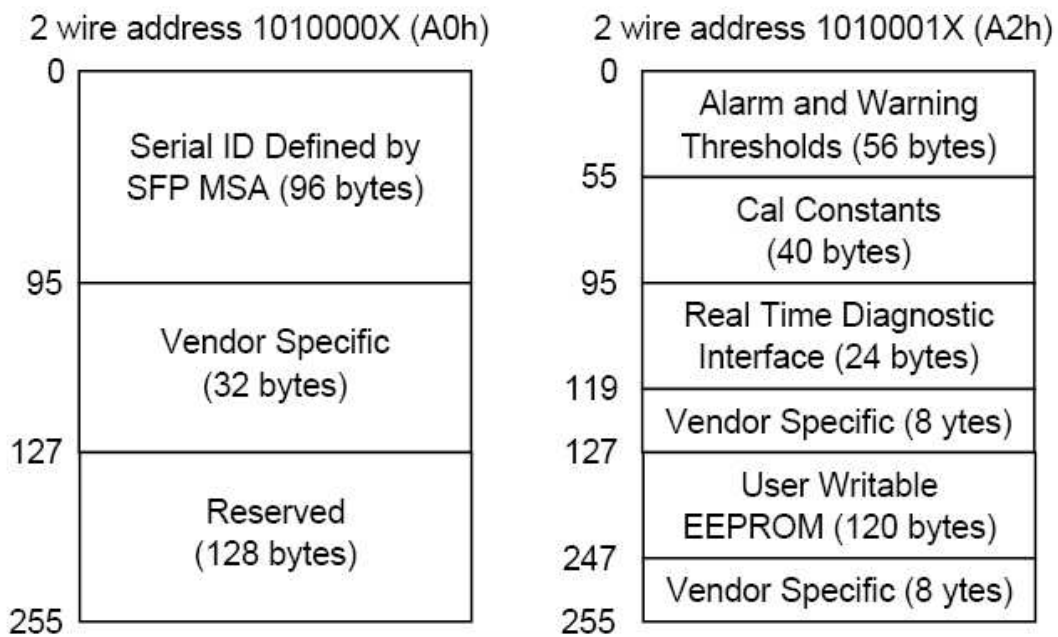 2 wire address 1010000X (A0h)
0
Serial ID Defined by
SFP MSA (96 bytes)
95
Vendor Specific
(32 bytes)
127
Reserved
(128 bytes)
255
2 wire address 1010001X (A2h)
0
Alarm and Warning
Thresholds (56 bytes)
55
Cal Constants
(40 bytes)
95
Real Time Diagnostic
Interface (24 bytes)
119
Vendor Specific (8 ytes)
127
User Writable
EEPROM (120 bytes)
247
Vendor Specific (8 ytes)
255